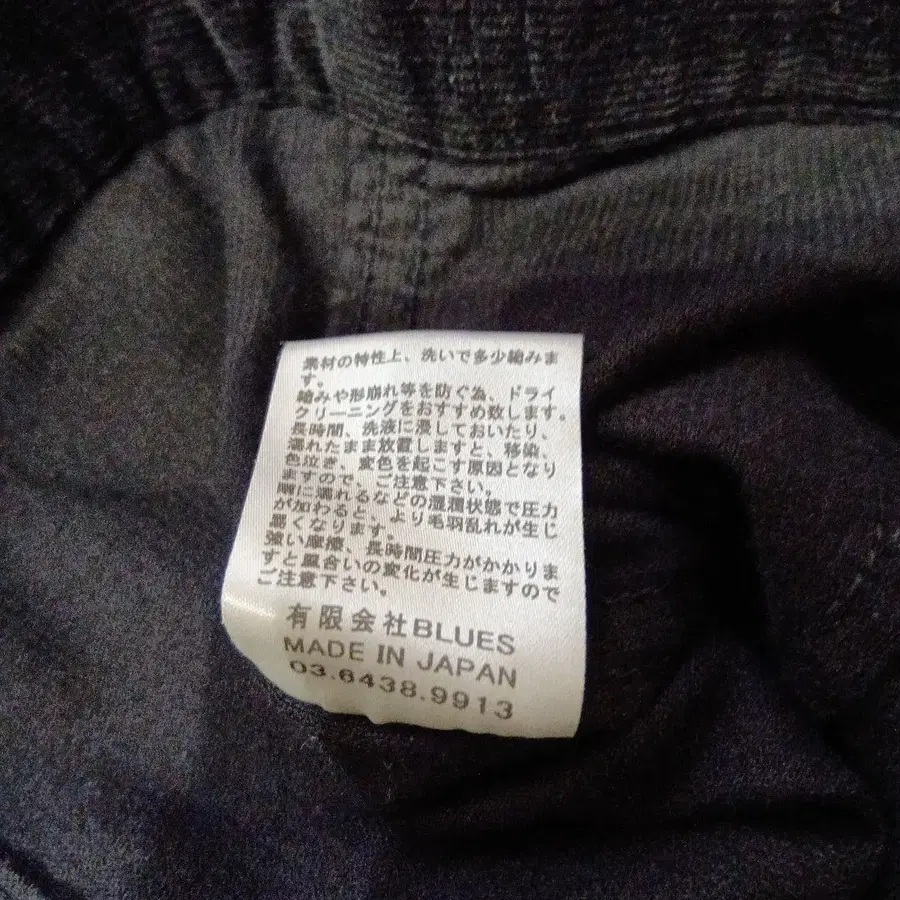 素材の特性上、洗いで多少縮みま
す。
縮みや形崩れ等を防ぐ為、ドライ
クリーニングをおすすめ致します。
長時間、洗液に浸しておいたり、
濡れたまま放置しますと、移染、
色泣き、変色を起こす原因となり
ますので、ご注意下さい。
雨に濡れるなどの湿潤状態で圧力
が加わると、より毛羽乱れが生じ
易くなります。
強い摩擦、長時間圧力がかかりま
すと風合いの変化が生じますので
ご注意下さい。
有限会社BLUES
MADE IN JAPAN
03.6438.9913